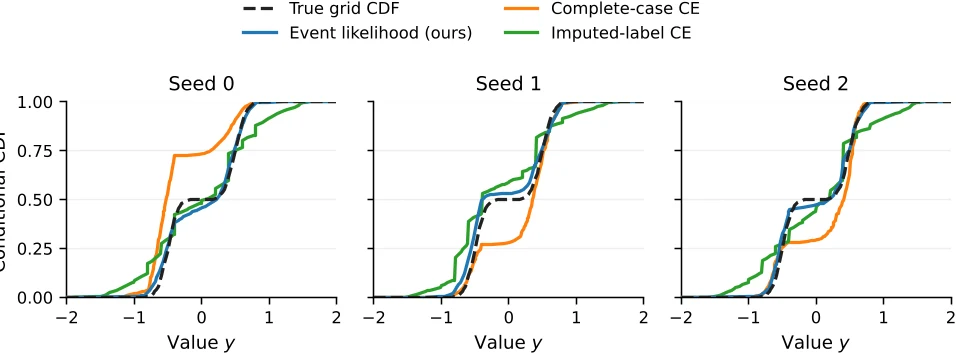 True grid CDF
Event likelihood (ours)
Complete-case CE
Imputed-label CE
Seed 0
Seed 1
Seed 2
1.00
0.75
0.50
0.25
0.00
−2 −1 0 1 2
−2 −1 0 1 2
−2 −1 0 1 2
Value y
Value y
Value y